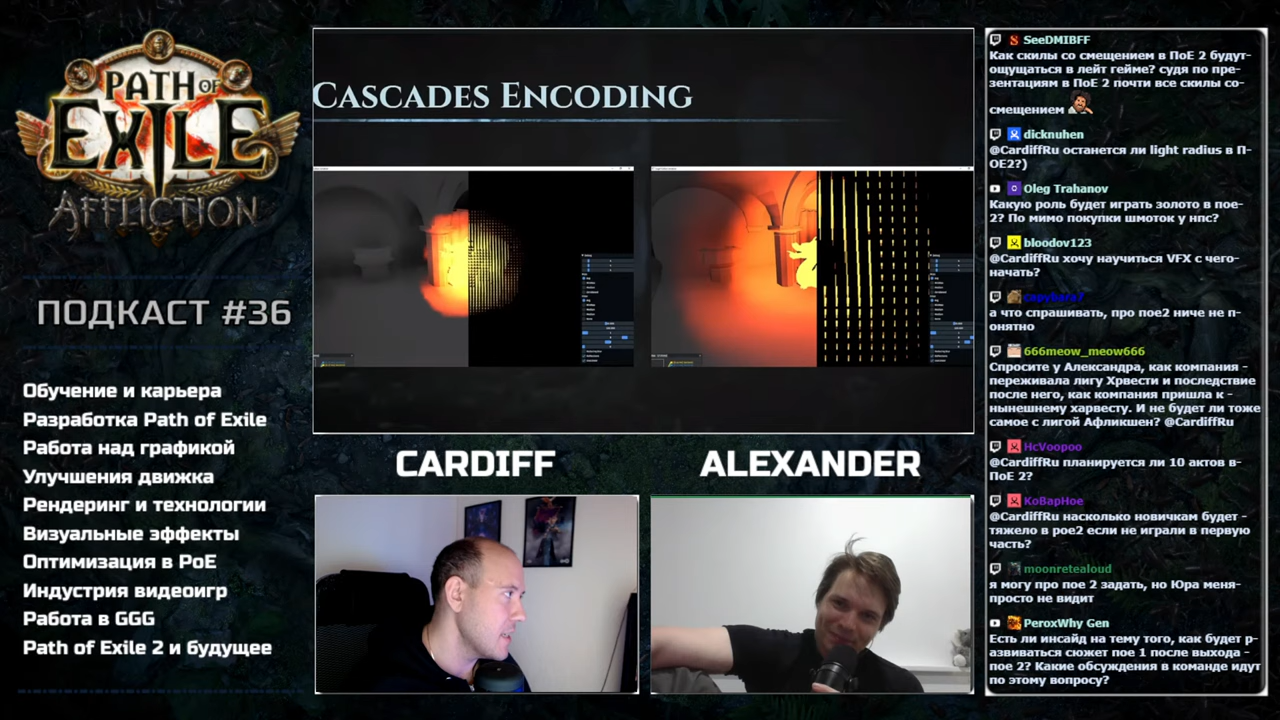 PATH OF
EXILE
AFFLICTION
ПОДКАСТ #36
Обучение и карьера
Разработка Path of Exile
Работа над графикой
Улучшения движка
Рендеринг и технологии
Визуальные эффекты
Оптимизация в PoE
Индустрия видеоигр
Работа в GGG
Path of Exile 2 и будущее
CASCADES ENCODING
CARDIFF
ALEXANDER
SeeDMIBFF
Как скилы со смещением в ПоЕ 2 будут-
ощущаться в лейт гейме? судя по пре-
зентациям в ПоЕ 2 почти все скилы со-
смещением
dicknuhen
@CardiffRu останется ли light radius в П-
ОЕ2?)
Oleg Trahanov
Какую роль будет играть золото в пое-
2? По мимо покупки шмоток у нпс?
bloodov123
@CardiffRu хочу научиться VFX с чего-
начать?
capybara7
а что спрашивать, про пое2 ниче не п-
онятно
666meow_meow666
Спросите у Александра, как компания -
переживала лигу Хрвести и последствие
после него, как компания пришла к -
нынешнему харвесту. И не будет ли тоже
самое с лигой Афликшен? @CardiffRu
HcVoopoo
@CardiffRu планируется ли 10 актов в-
ПоЕ 2?
KoBapHoe
@CardiffRu насколько новичкам будет -
тяжело в рое2 если не играли в первую
часть?
moonretealoud
я могу про пое 2 задать, но Юра меня-
просто не видит
PeroxWhy Gen
Есть ли инсайд на тему того, как будет р-
азвиваться сюжет пое 1 после выхода -
пое 2? Какие обсуждения в команде идут
по этому вопросу?